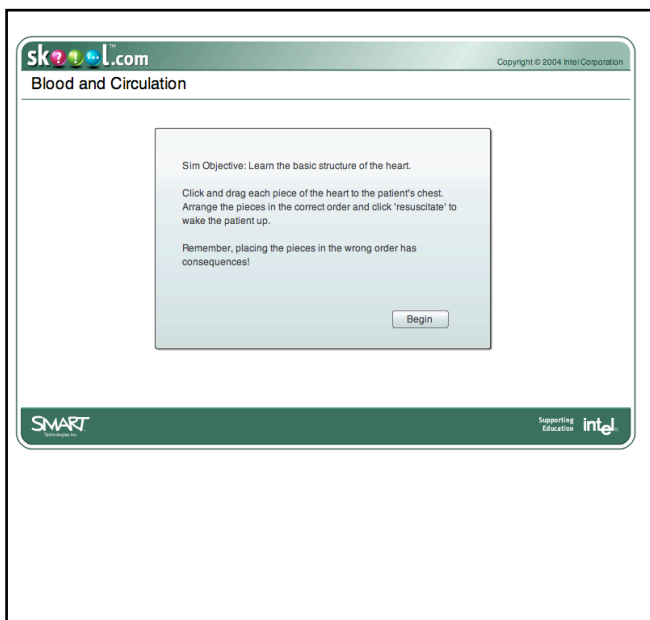 skoool™.com
Copyright © 2004 Intel Corporation
Blood and Circulation
Sim Objective: Learn the basic structure of the heart.
Click and drag each piece of the heart to the patient's chest.
Arrange the pieces in the correct order and click 'resuscitate' to
wake the patient up.
Remember, placing the pieces in the wrong order has
consequences!
Begin
SMART
Technologies Inc.
Supporting
Education
intel